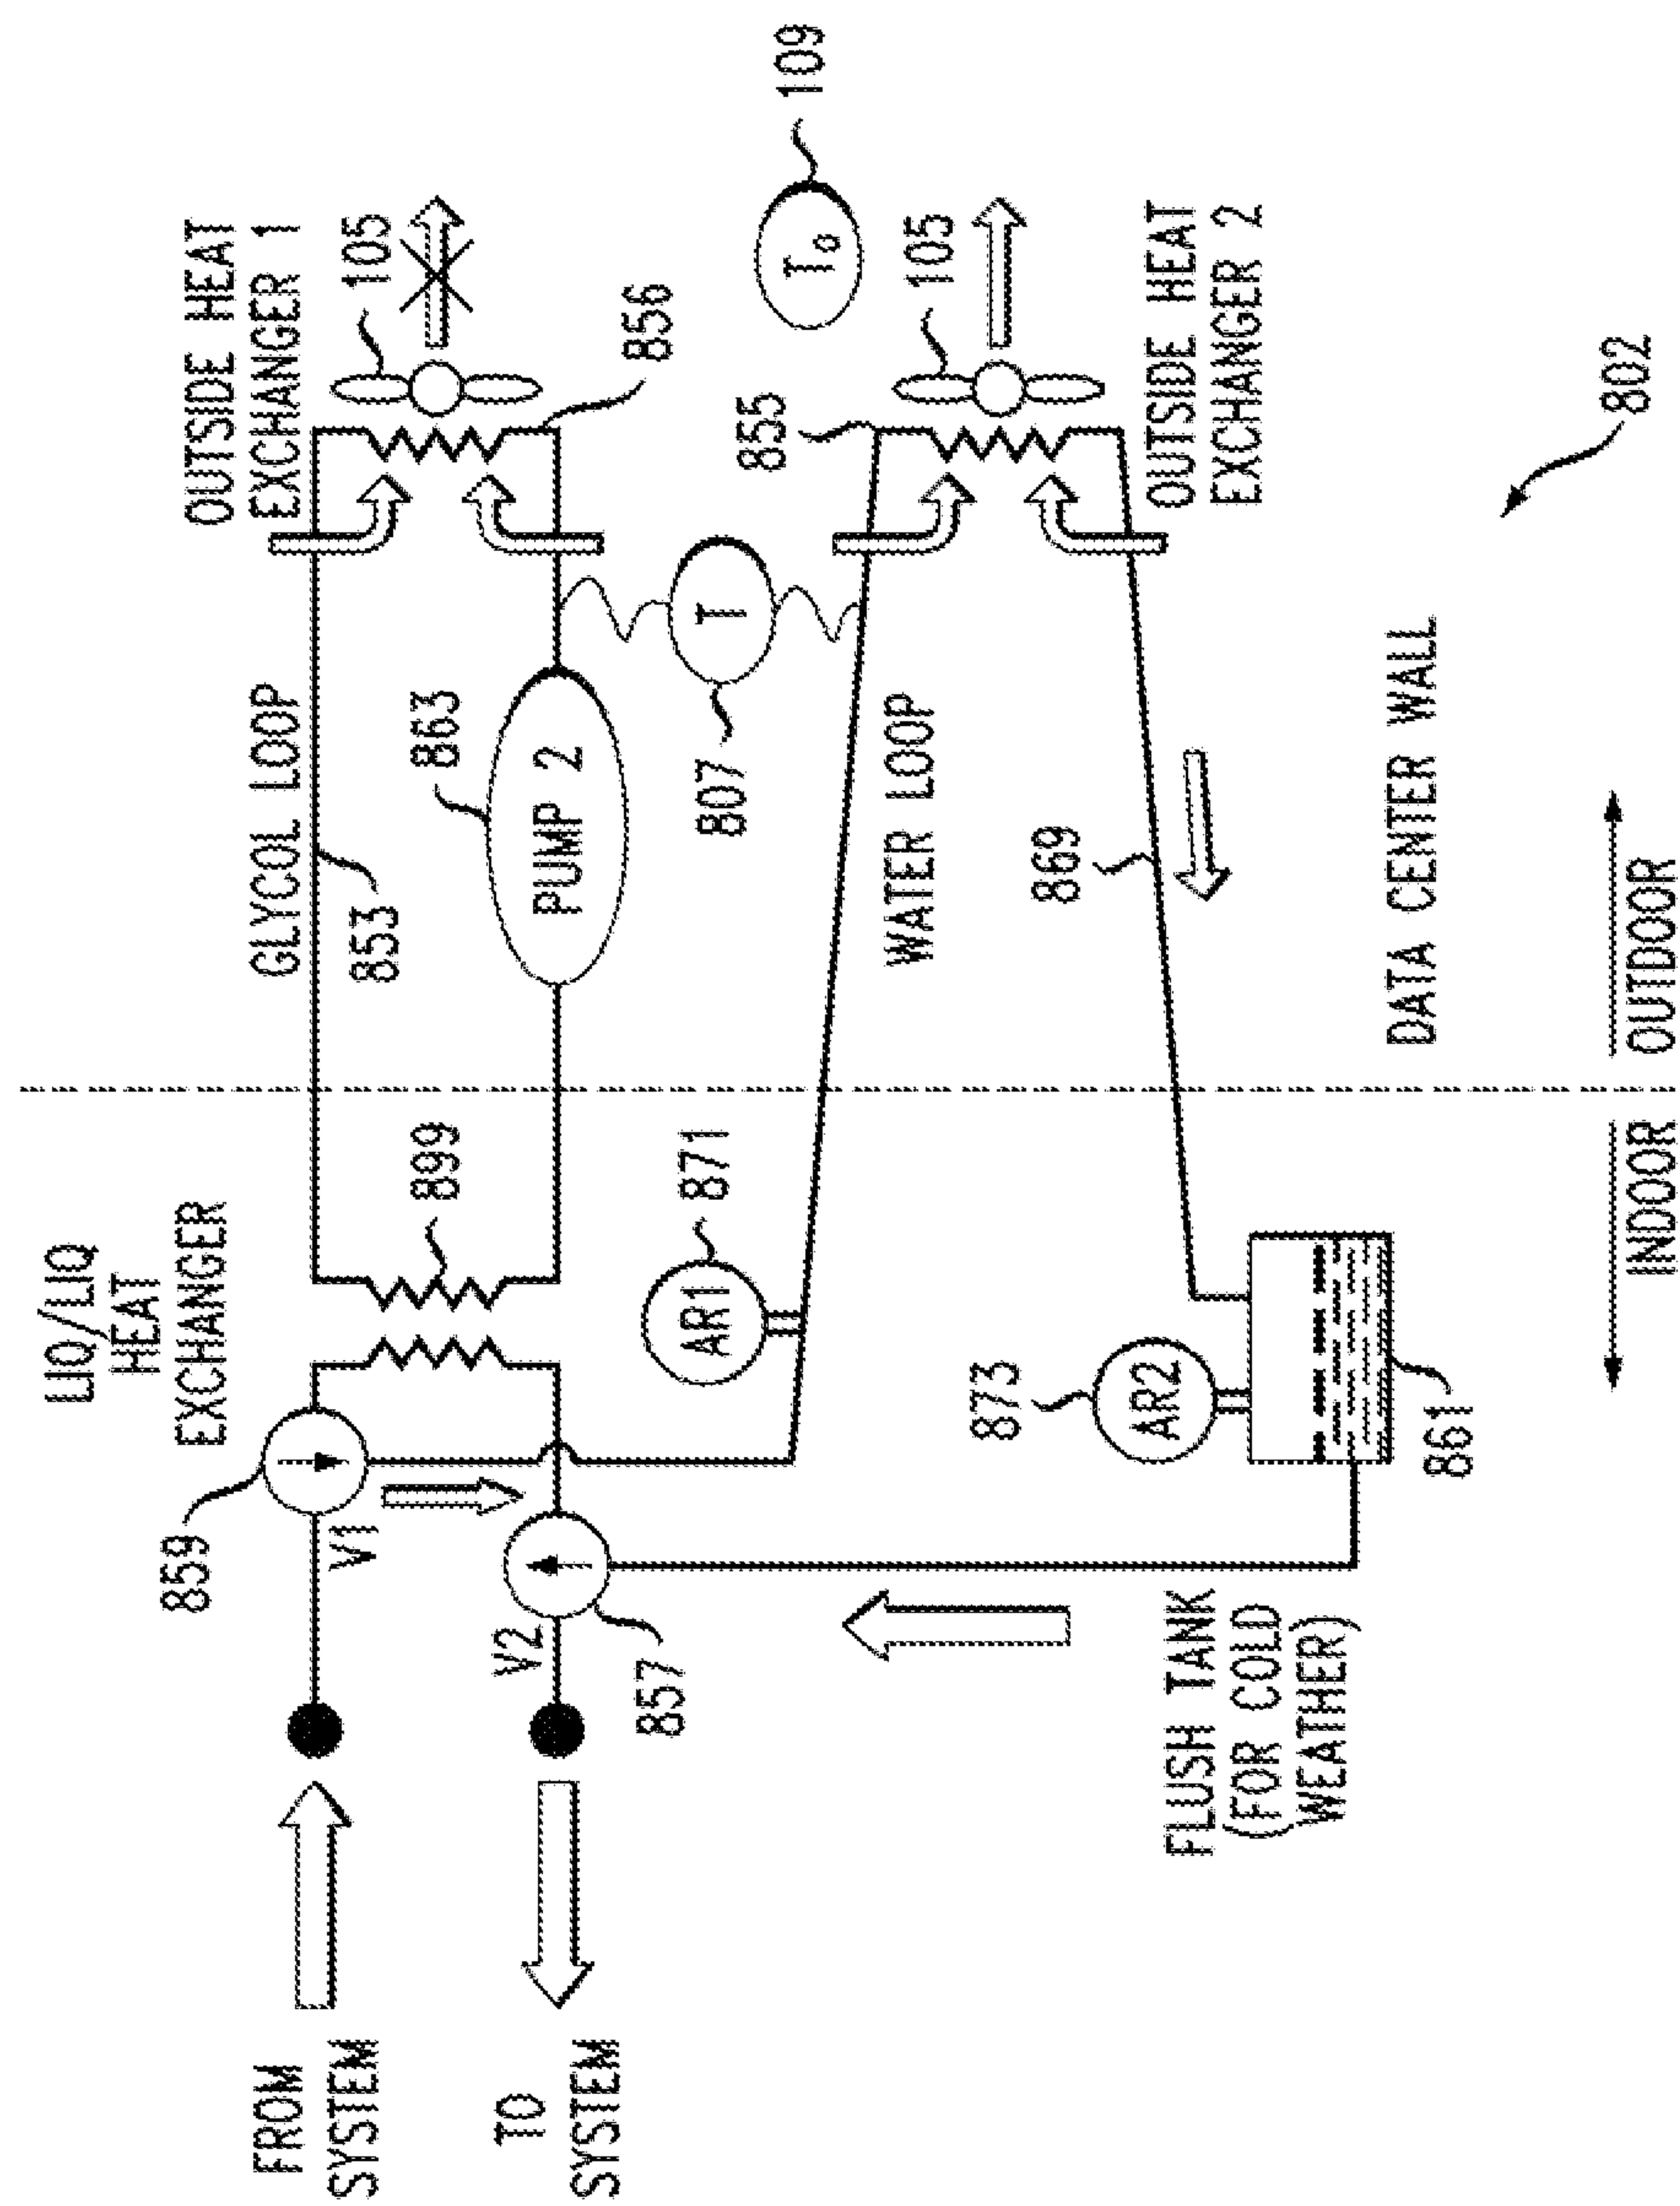 OUTSIDE HEAT
EXCHANGER 1
105
856
109
T₀
855
105
OUTSIDE HEAT
EXCHANGER 2
802
GLYCOL LOOP
853
863
PUMP 2
T
807
WATER LOOP
869
DATA CENTER WALL
OUTDOOR
INDOOR
LIQ/LIQ
HEAT
EXCHANGER
899
AR1
871
AR2
873
861
859
V1
V2
857
FLUSH TANK
(FOR COLD
WEATHER)
FROM
SYSTEM
TO
SYSTEM